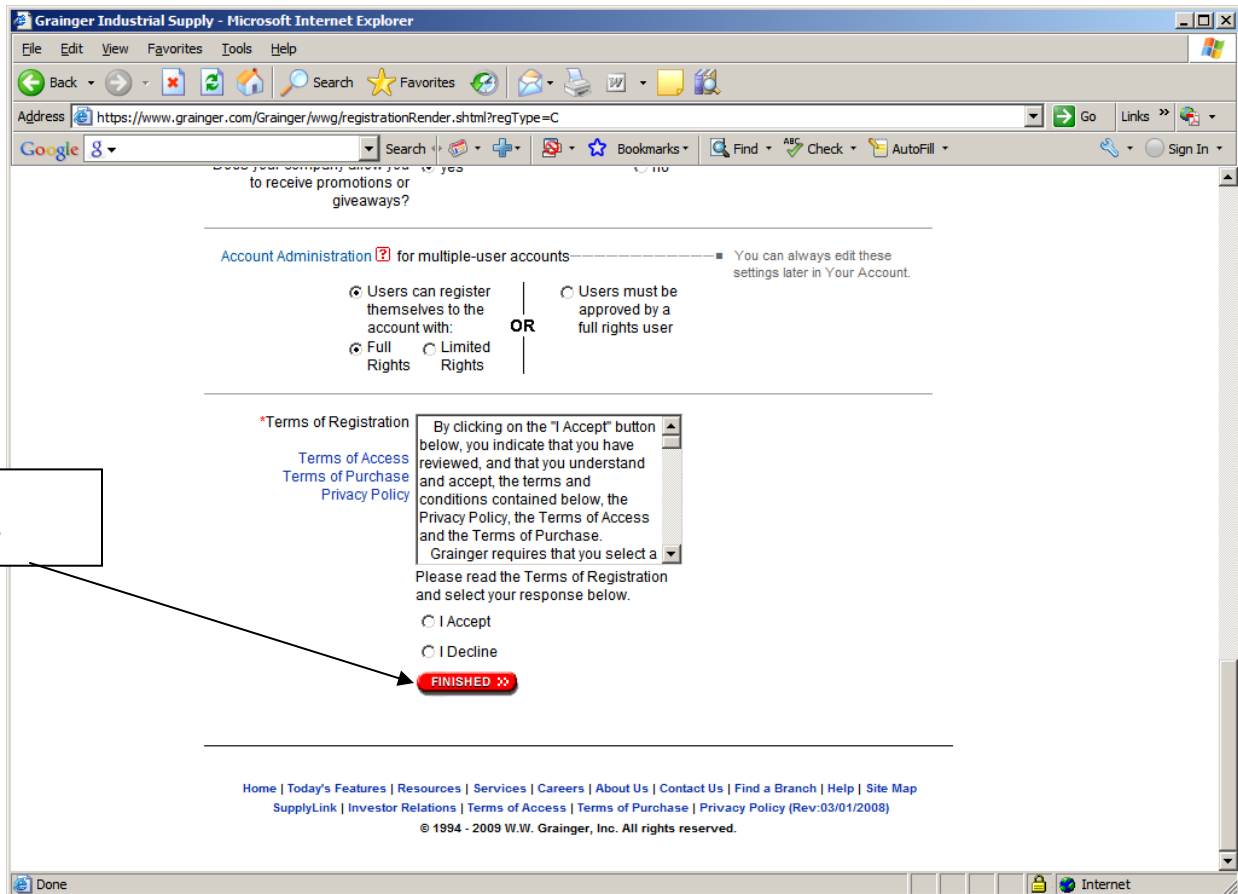 Grainger Industrial Supply - Microsoft Internet Explorer
File Edit View Favorites Tools Help
Back Search Favorites
Address https://www.grainger.com/Grainger/wwg/registrationRender.shtml?regType=C Go Links »
Google Search Bookmarks Find Check AutoFill Sign In
Does your company allow you yes no
to receive promotions or
giveaways?
Account Administration ? for multiple-user accounts
You can always edit these
settings later in Your Account.
Users can register
themselves to the
account with:
Full Rights
Limited Rights
OR
Users must be
approved by a
full rights user
*Terms of Registration
Terms of Access
Terms of Purchase
Privacy Policy
By clicking on the "I Accept" button
below, you indicate that you have
reviewed, and that you understand
and accept, the terms and
conditions contained below, the
Privacy Policy, the Terms of Access
and the Terms of Purchase.
Grainger requires that you select a
Please read the Terms of Registration
and select your response below.
I Accept
I Decline
FINISHED »
Home | Today's Features | Resources | Services | Careers | About Us | Contact Us | Find a Branch | Help | Site Map
SupplyLink | Investor Relations | Terms of Access | Terms of Purchase | Privacy Policy (Rev:03/01/2008)
© 1994 - 2009 W.W. Grainger, Inc. All rights reserved.
Done Internet